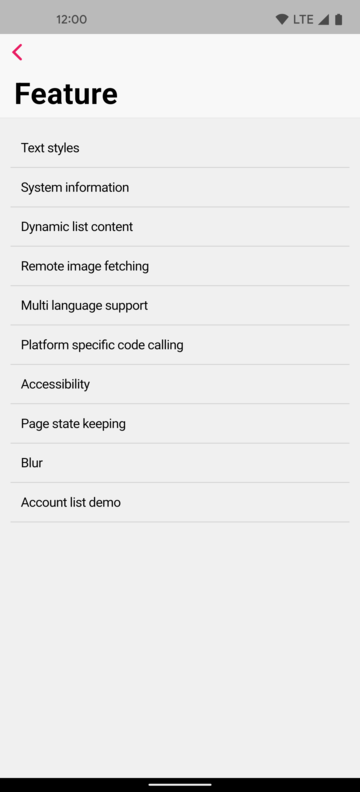 12:00 LTE
Feature
Text styles
System information
Dynamic list content
Remote image fetching
Multi language support
Platform specific code calling
Accessibility
Page state keeping
Blur
Account list demo